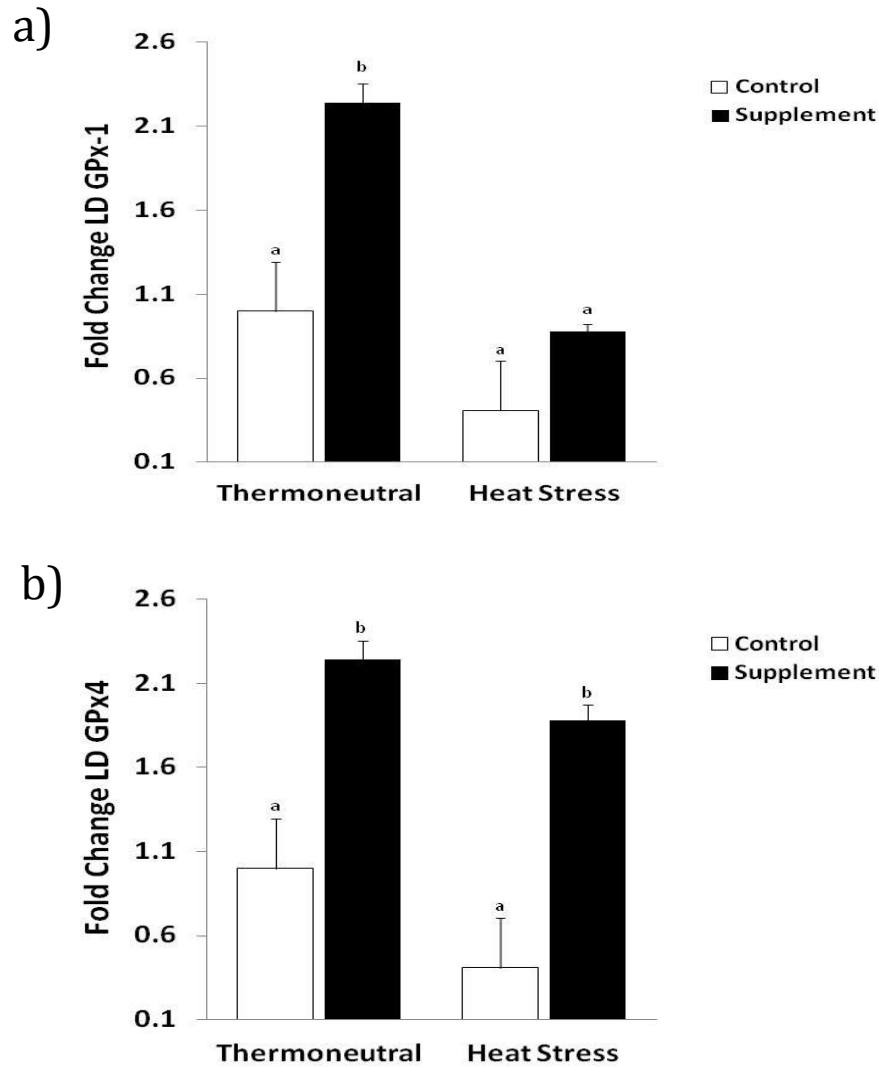 a)
Fold Change LD GPx-1
2.6
2.1
1.6
1.1
0.6
0.1
a
b
a
a
Thermoneutral
Heat Stress
Control
Supplement
b)
Fold Change LD GPx4
2.6
2.1
1.6
1.1
0.6
0.1
a
b
a
b
Thermoneutral
Heat Stress
Control
Supplement